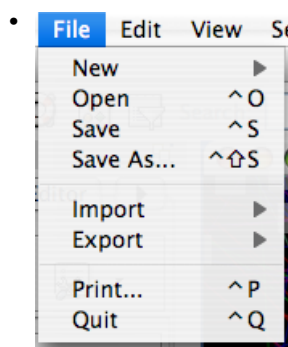 File Edit View
New ▶
Open ^O
Save ^S
Save As... ^⇧S
Import ▶
Export ▶
Print... ^P
Quit ^Q